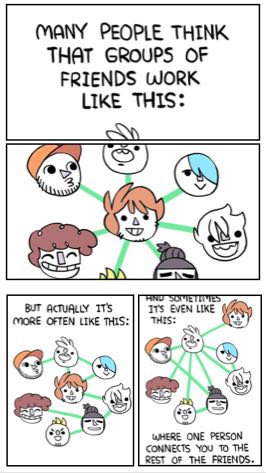 MANY PEOPLE THINK
THAT GROUPS OF
FRIENDS WORK
LIKE THIS:
BUT ACTUALLY IT'S
MORE OFTEN LIKE THIS:
AND SOMETIMES
IT'S EVEN LIKE
THIS:
WHERE ONE PERSON
CONNECTS YOU TO THE
REST OF THE FRIENDS.